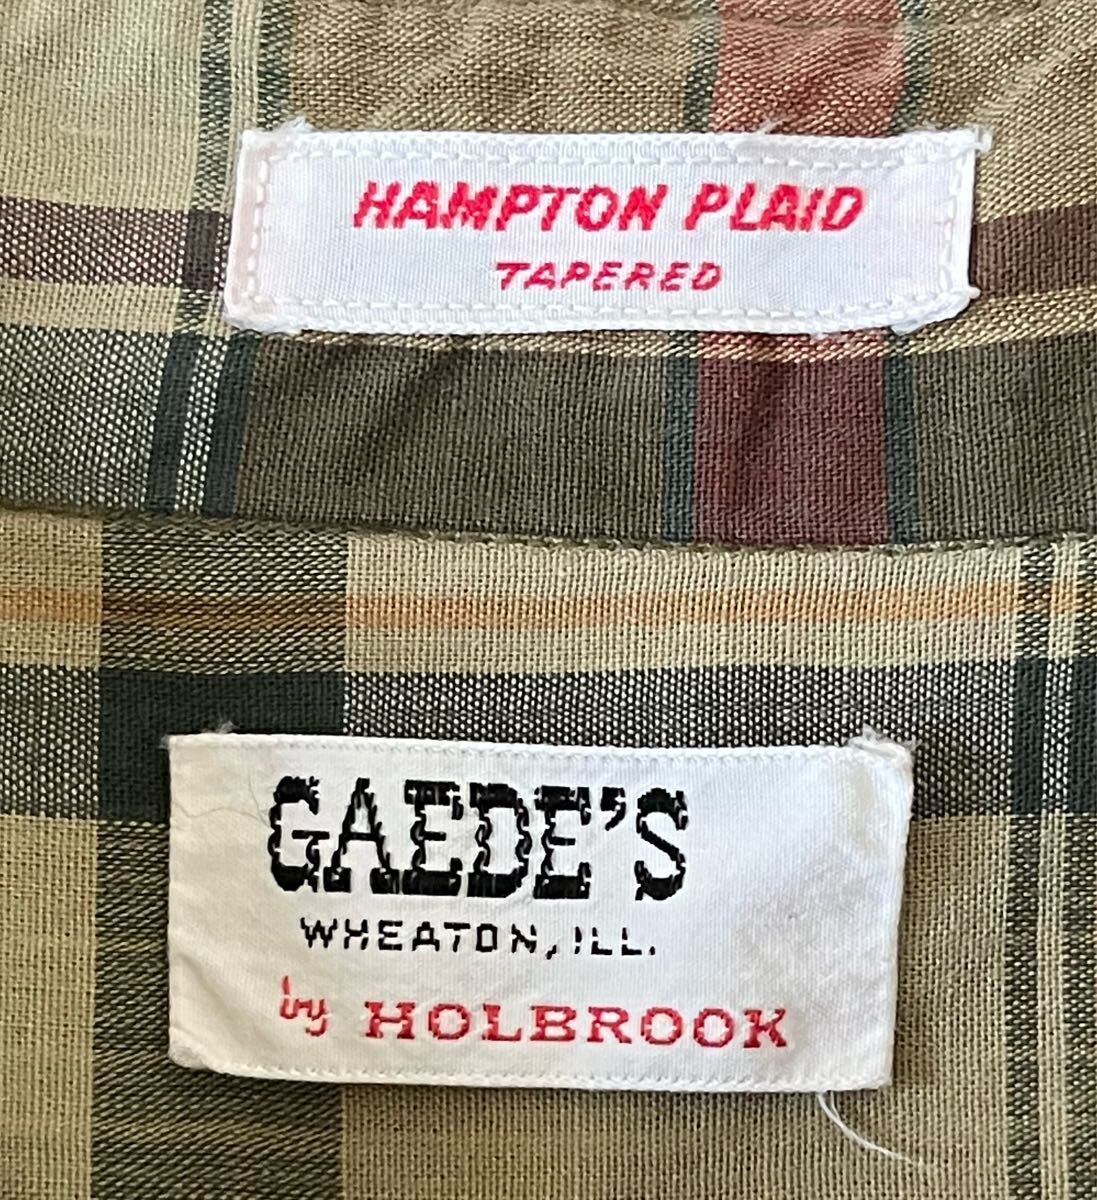 HAMPTON PLAID
TAPERED
GAEDE'S
WHEATON, ILL.
by HOLBROOK